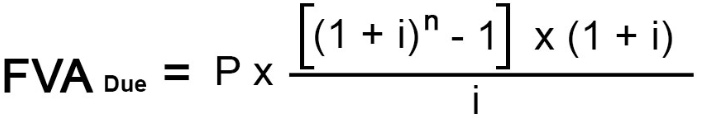 FVA Due = P x [(1 + i)ⁿ - 1] x (1 + i)
i